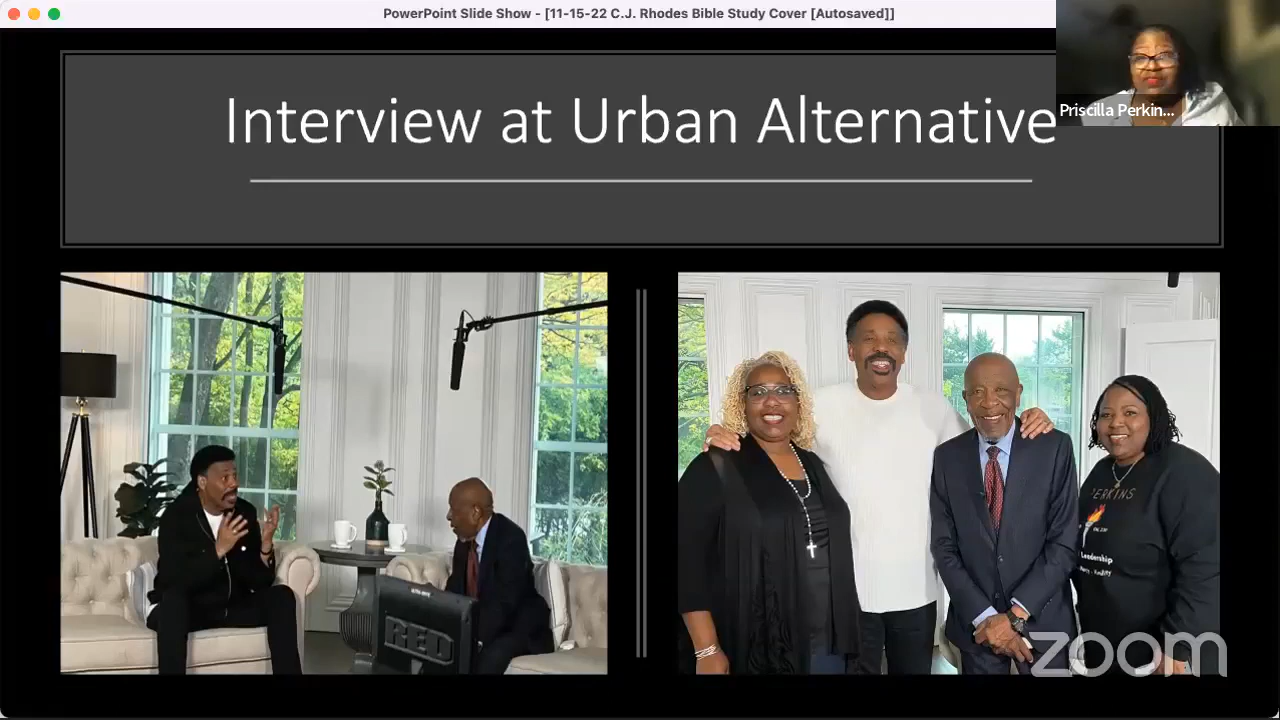 PowerPoint Slide Show - [11-15-22 C.J. Rhodes Bible Study Cover [Autosaved]]
Priscilla Perkin...
Interview at Urban Alternative
RED
PERKINS
Leadership
zoom